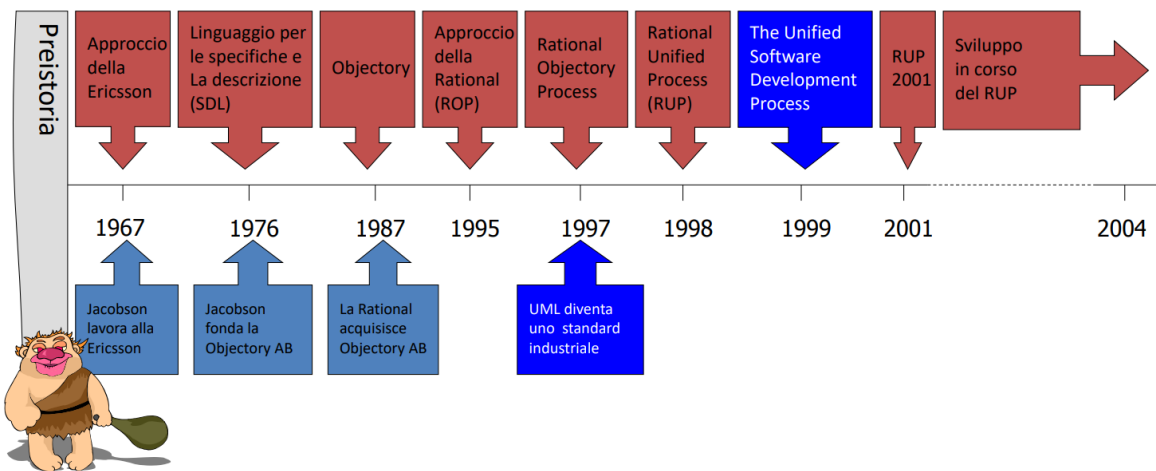 Preistoria
Approccio
della
Ericsson
Linguaggio per
le specifiche e
La descrizione
(SDL)
Objectory
Approccio
della
Rational
(ROP)
Rational
Objectory
Process
Rational
Unified
Process
(RUP)
The Unified
Software
Development
Process
RUP
2001
Sviluppo
in corso
del RUP
1967
1976
1987
1995
1997
1998
1999
2001
2004
Jacobson
lavora alla
Ericsson
Jacobson
fonda la
Objectory AB
La Rational
acquisisce
Objectory AB
UML diventa
uno standard
industriale